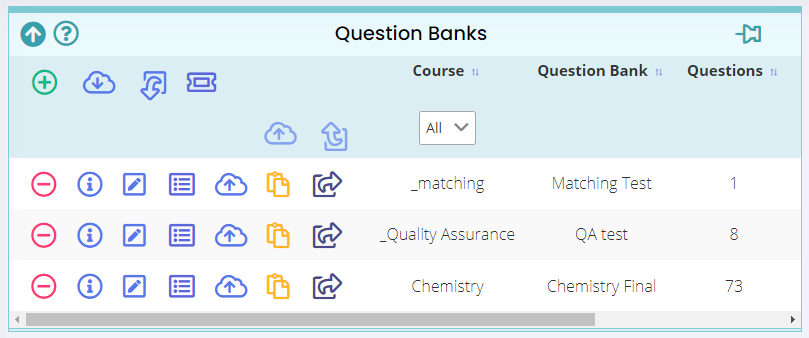 Question Banks
Course Question Bank Questions
All
_matching Matching Test 1
_Quality Assurance QA test 8
Chemistry Chemistry Final 73